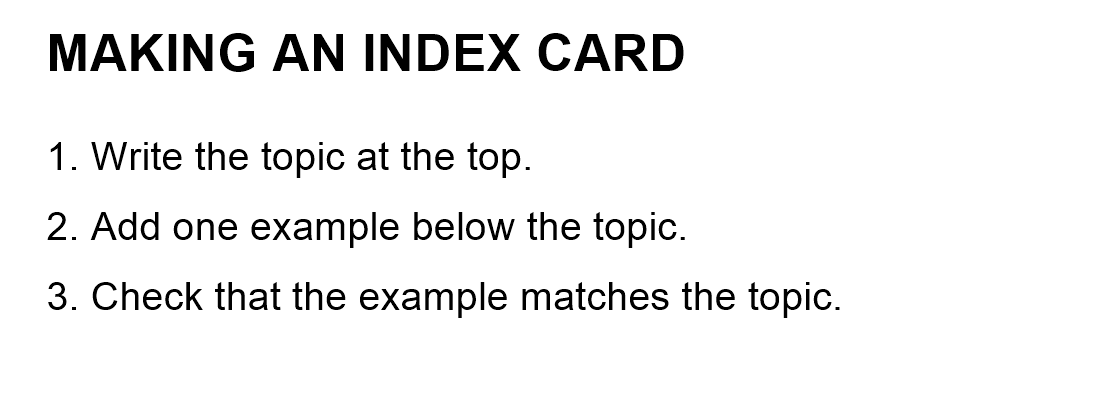 MAKING AN INDEX CARD
1. Write the topic at the top.
2. Add one example below the topic.
3. Check that the example matches the topic.